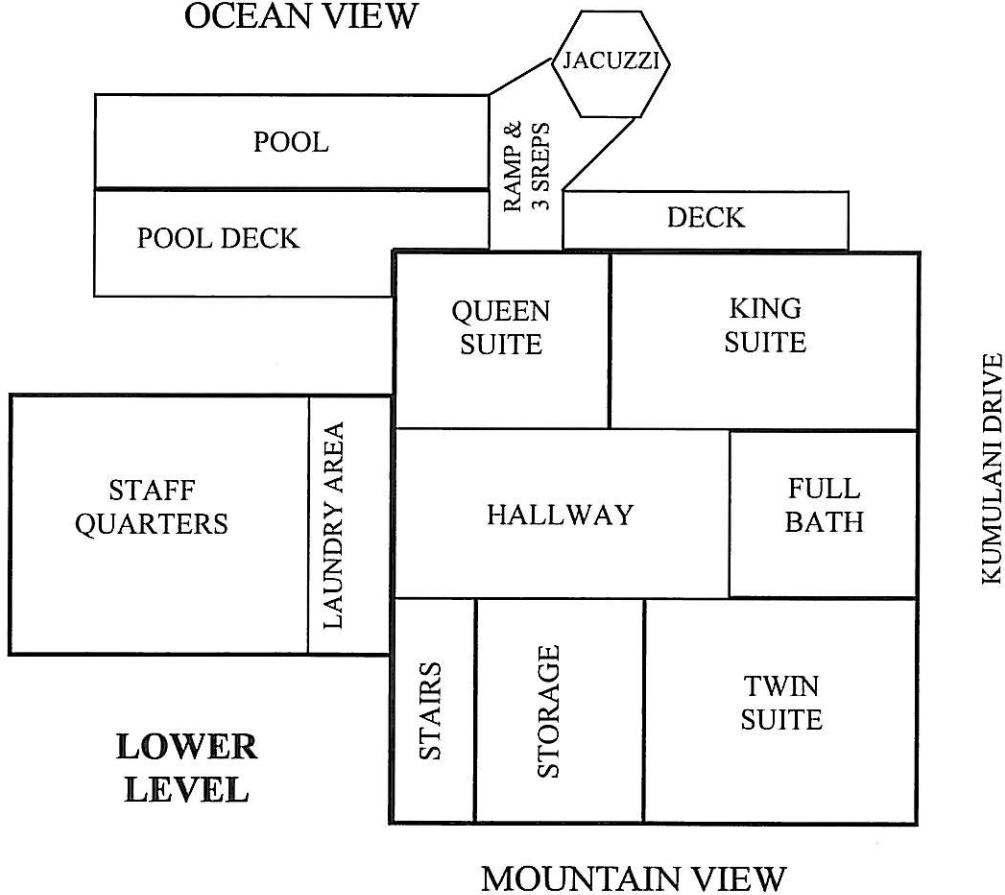 OCEAN VIEW
JACUZZI
POOL
RAMP &
3 SREPS
POOL DECK
DECK
QUEEN
SUITE
KING
SUITE
KUMULANI DRIVE
STAFF
QUARTERS
LAUNDRY AREA
HALLWAY
FULL
BATH
STAIRS
STORAGE
TWIN
SUITE
LOWER
LEVEL
MOUNTAIN VIEW